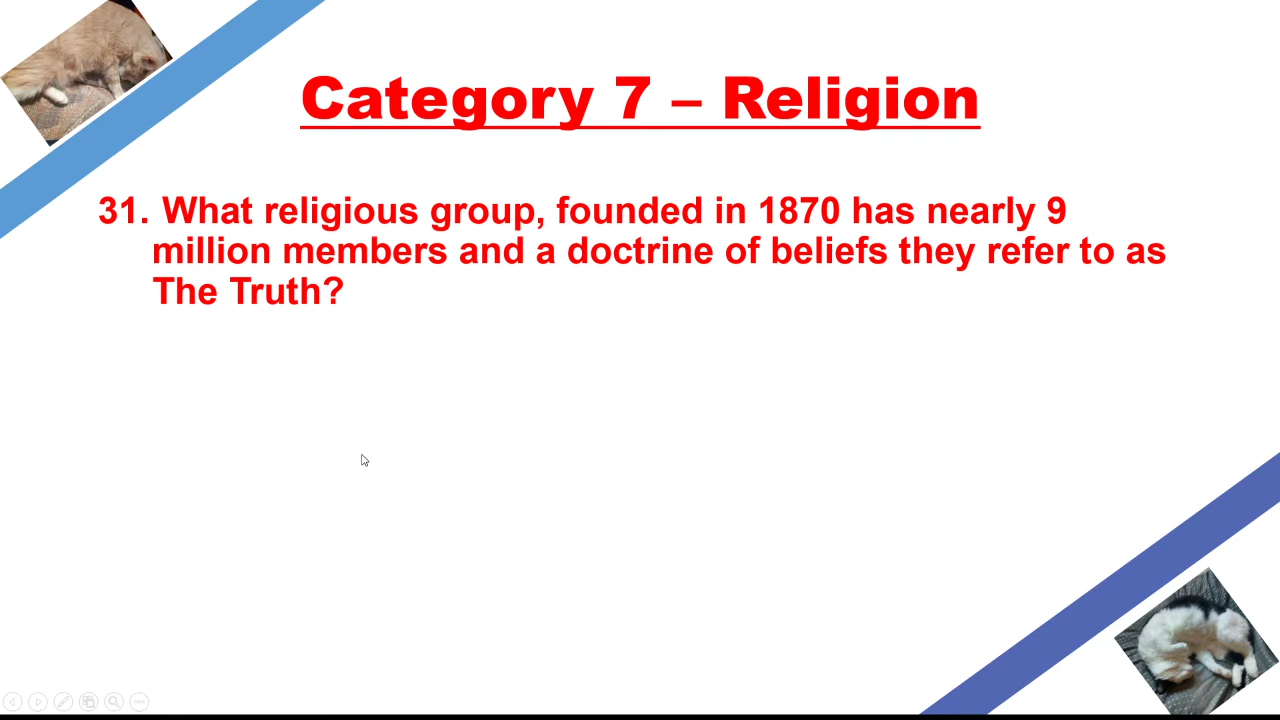 Category 7 – Religion
31. What religious group, founded in 1870 has nearly 9
million members and a doctrine of beliefs they refer to as
The Truth?